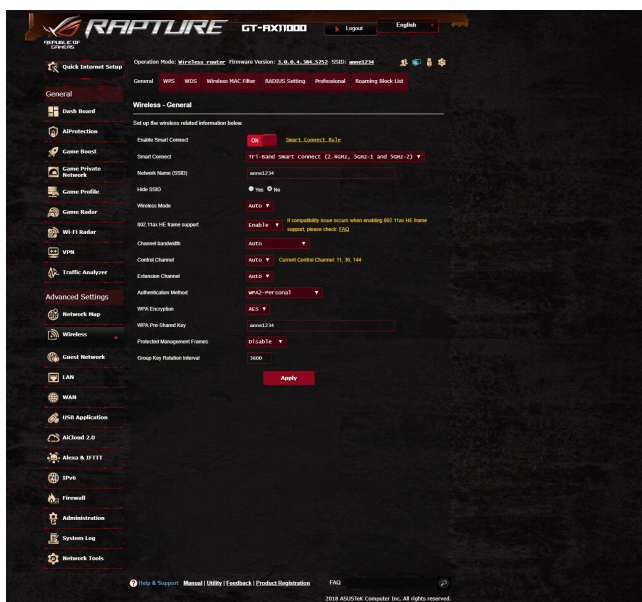 REPUBLIC OF
GAMERS
RAPTURE
GT-AX11000
Logout
English
Quick Internet Setup
Operation Mode: Wireless router Firmware Version: 3.0.0.4.384_5252 SSID: anne1234
General WPS WDS Wireless MAC Filter RADIUS Setting Professional Roaming Block List
General
Dash Board
AiProtection
Game Boost
Game Private
Network
Game Profile
Game Radar
Wi-Fi Radar
VPN
Traffic Analyzer
Advanced Settings
Network Map
Wireless
Guest Network
LAN
WAN
USB Application
AiCloud 2.0
Alexa & IFTTT
IPv6
Firewall
Administration
System Log
Network Tools
Wireless - General
Set up the wireless related information below.
Enable Smart Connect ON Smart Connect Rule
Smart Connect Tri-Band Smart Connect (2.4GHz, 5GHz-1 and 5GHz-2)
Network Name (SSID) anne1234
Hide SSID Yes No
Wireless Mode Auto
802.11ax HE frame support Enable If compatibility issue occurs when enabling 802.11ax HE frame
support, please check: FAQ
Channel bandwidth Auto
Control Channel Auto Current Control Channel: 11, 36, 144
Extension Channel Auto
Authentication Method WPA2-Personal
WPA Encryption AES
WPA Pre-Shared Key anne1234
Protected Management Frames Disable
Group Key Rotation Interval 3600
Apply
Help & Support Manual | Utility | Feedback | Product Registration FAQ
2018 ASUSTeK Computer Inc. All rights reserved.